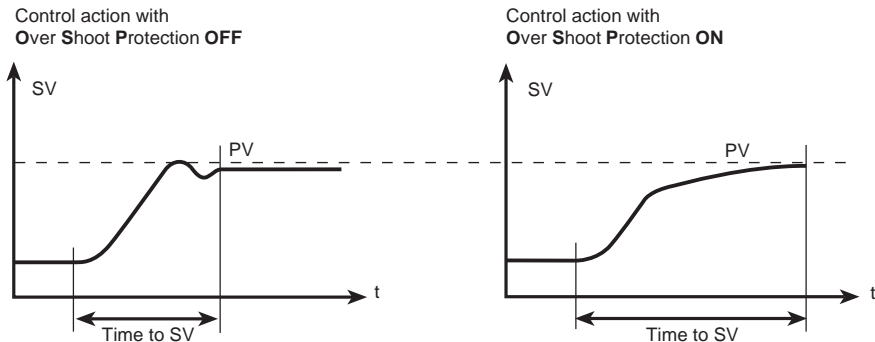 Control action with
Over Shoot Protection OFF
SV
PV
t
Time to SV
Control action with
Over Shoot Protection ON
SV
PV
t
Time to SV